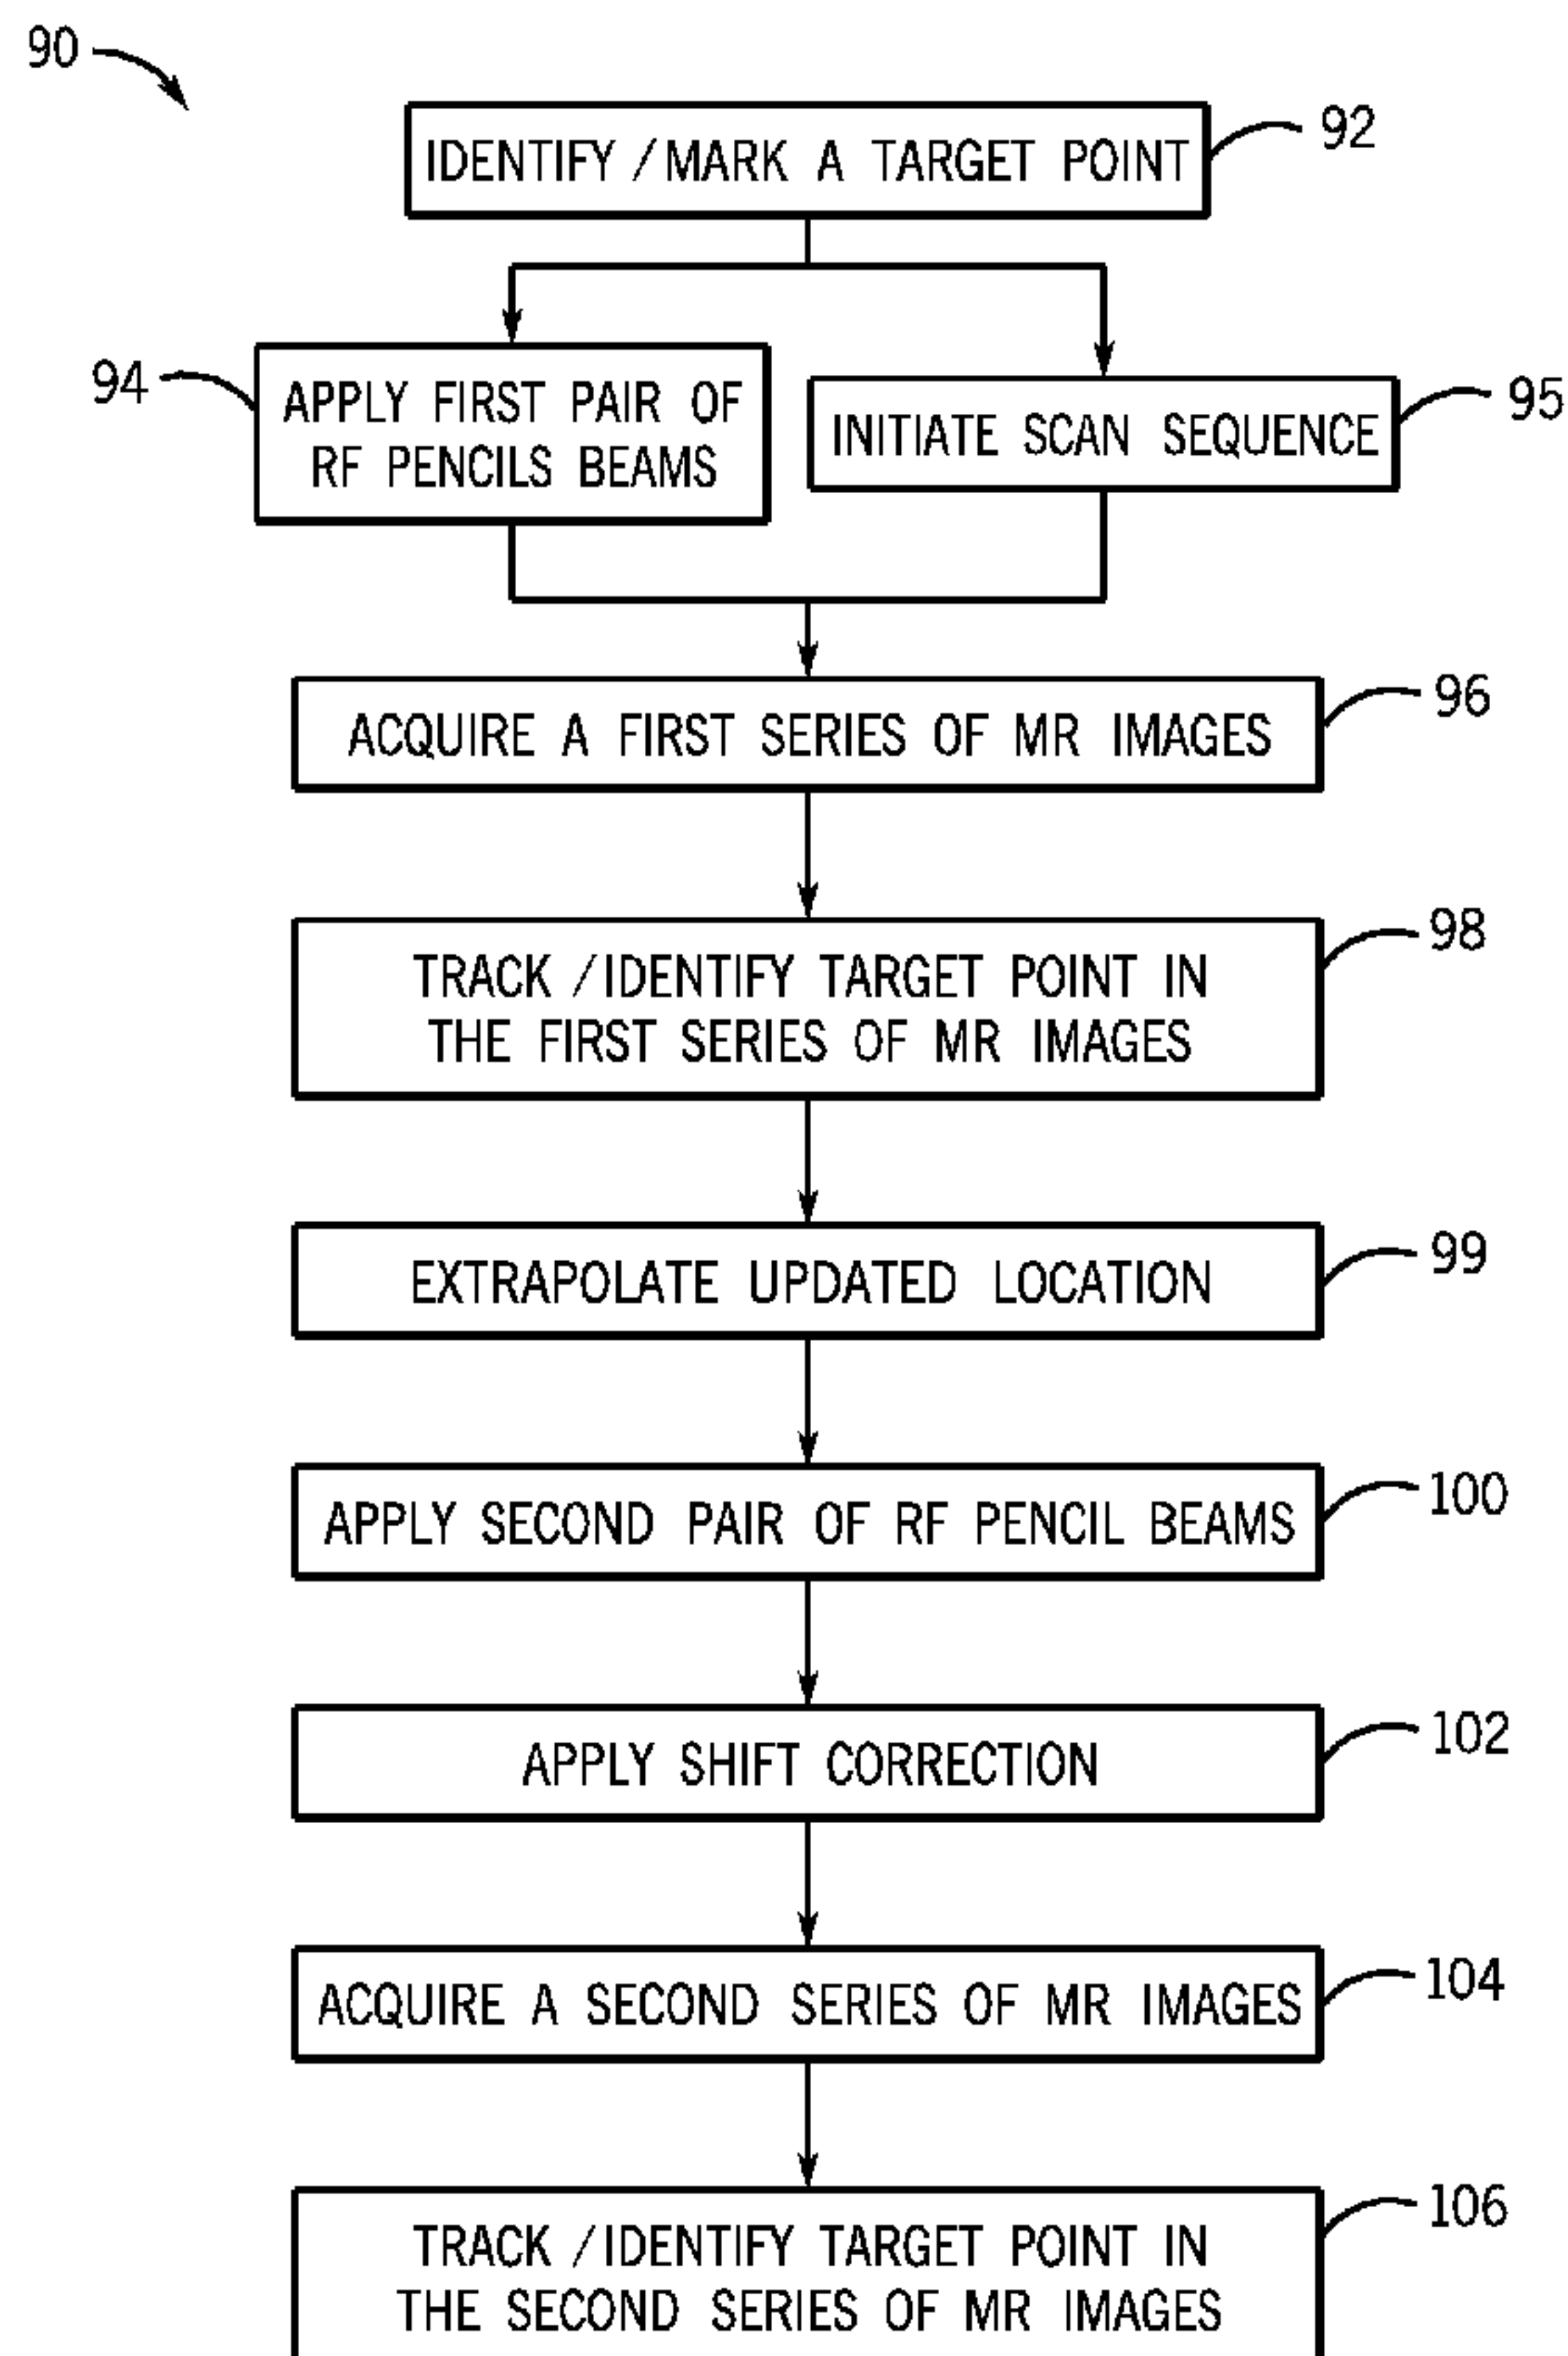 90
IDENTIFY/MARK A TARGET POINT
92
94
APPLY FIRST PAIR OF
RF PENCILS BEAMS
INITIATE SCAN SEQUENCE
95
ACQUIRE A FIRST SERIES OF MR IMAGES
96
TRACK/IDENTIFY TARGET POINT IN
THE FIRST SERIES OF MR IMAGES
98
EXTRAPOLATE UPDATED LOCATION
99
APPLY SECOND PAIR OF RF PENCIL BEAMS
100
APPLY SHIFT CORRECTION
102
ACQUIRE A SECOND SERIES OF MR IMAGES
104
TRACK/IDENTIFY TARGET POINT IN
THE SECOND SERIES OF MR IMAGES
106